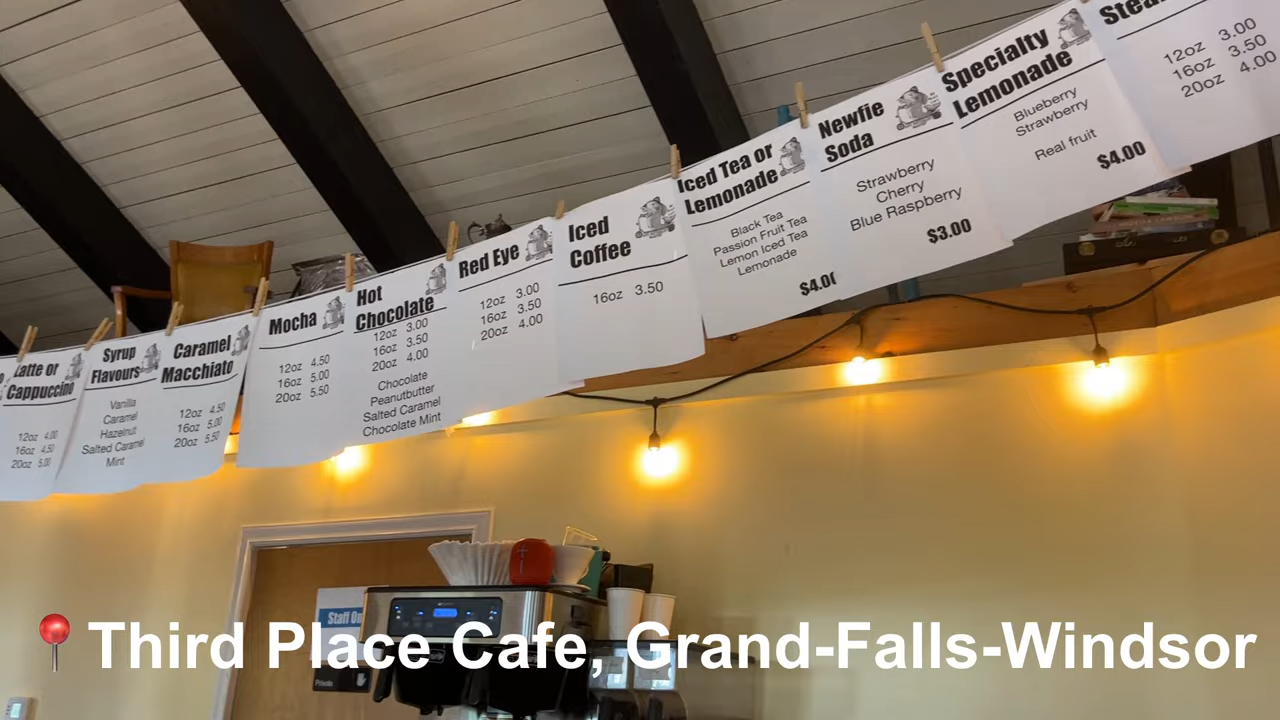 Latte or
Cappuccino
12oz 4.00
16oz 4.50
20oz 5.00
Syrup
Flavours
Vanilla
Caramel
Hazelnut
Salted Caramel
Mint
Caramel
Macchiato
12oz 4.50
16oz 5.00
20oz 5.50
Mocha
12oz 4.50
16oz 5.00
20oz 5.50
Hot
Chocolate
12oz 3.00
16oz 3.50
20oz 4.00
Chocolate
Peanutbutter
Salted Caramel
Chocolate Mint
Red Eye
12oz 3.00
16oz 3.50
20oz 4.00
Iced
Coffee
16oz 3.50
Iced Tea or
Lemonade
Black Tea
Passion Fruit Tea
Lemon Iced Tea
Lemonade
$4.00
Newfie
Soda
Strawberry
Cherry
Blue Raspberry
$3.00
Specialty
Lemonade
Blueberry
Strawberry
Real fruit
$4.00
12oz 3.00
16oz 3.50
20oz 4.00
Staff On
Private
Third Place Cafe, Grand-Falls-Windsor